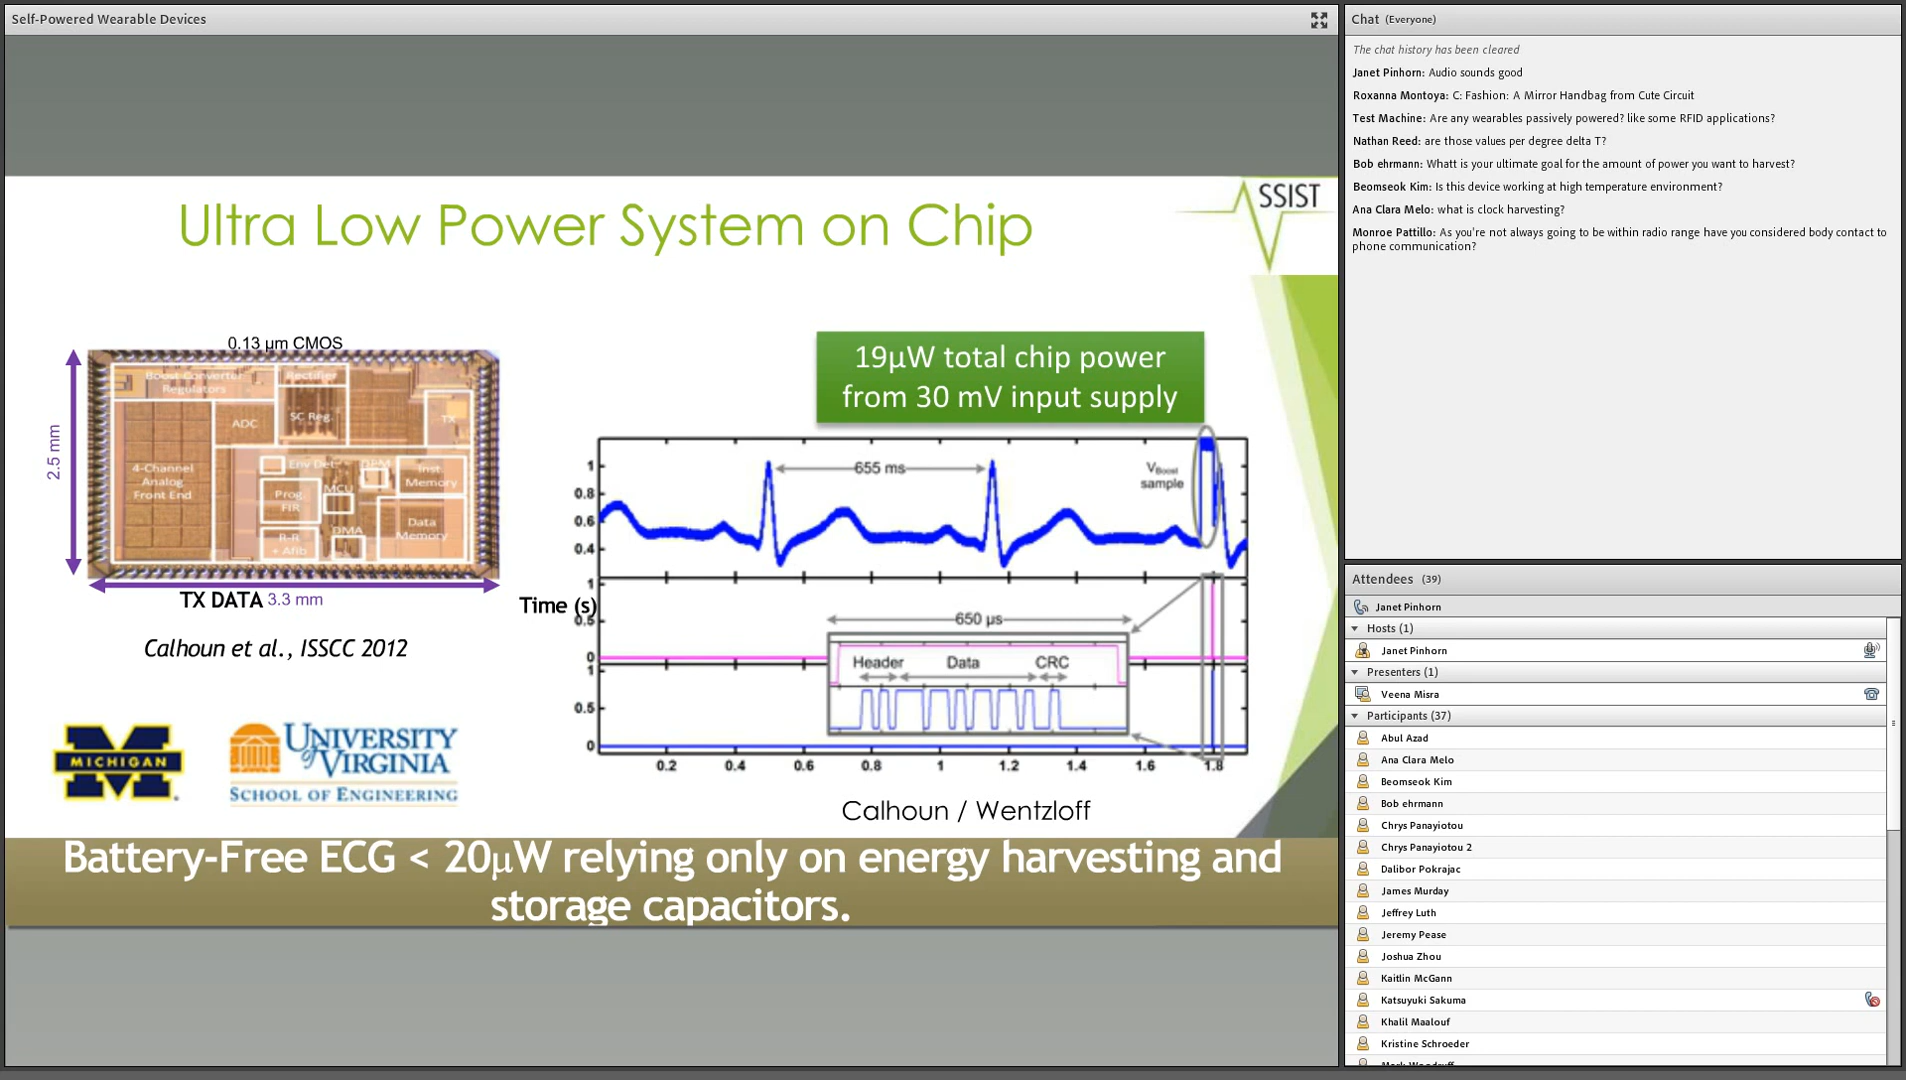 Self-Powered Wearable Devices
Ultra Low Power System on Chip
SSIST
0.13 µm CMOS
Boost Converter
Regulators
Rectifier
ADC
SC Reg.
TX
4-Channel
Analog
Front End
Env Det
DPM
Inst.
Memory
Prog.
FIR
MCU
Data
Memory
DMA
R-R
+ Afib
2.5 mm
3.3 mm
TX DATA
Calhoun et al., ISSCC 2012
19µW total chip power
from 30 mV input supply
655 ms
VBoost
sample
1
0.8
0.6
0.4
Time (s)
1
0.5
0
650 µs
Header
Data
CRC
1
0.5
0
0.2
0.4
0.6
0.8
1
1.2
1.4
1.6
1.8
M
MICHIGAN
UNIVERSITY
of VIRGINIA
SCHOOL OF ENGINEERING
Calhoun / Wentzloff
Battery-Free ECG < 20µW relying only on energy harvesting and
storage capacitors.
Chat (Everyone)
The chat history has been cleared
Janet Pinhorn: Audio sounds good
Roxanna Montoya: C: Fashion: A Mirror Handbag from Cute Circuit
Test Machine: Are any wearables passively powered? like some RFID applications?
Nathan Reed: are those values per degree delta T?
Bob ehrmann: Whatt is your ultimate goal for the amount of power you want to harvest?
Beomseok Kim: Is this device working at high temperature environment?
Ana Clara Melo: what is clock harvesting?
Monroe Pattillo: As you're not always going to be within radio range have you considered body contact to
phone communication?
Attendees (39)
Janet Pinhorn
Hosts (1)
Janet Pinhorn
Presenters (1)
Veena Misra
Participants (37)
Abul Azad
Ana Clara Melo
Beomseok Kim
Bob ehrmann
Chrys Panayiotou
Chrys Panayiotou 2
Dalibor Pokrajac
James Murday
Jeffrey Luth
Jeremy Pease
Joshua Zhou
Kaitlin McGann
Katsuyuki Sakuma
Khalil Maalouf
Kristine Schroeder